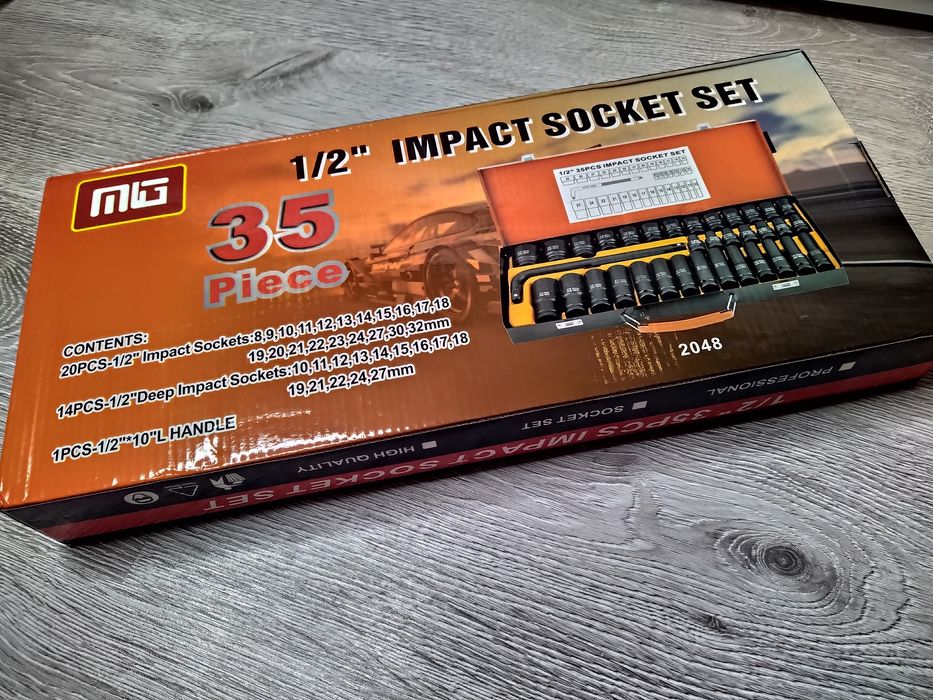 1/2" IMPACT SOCKET SET
MG
35
Piece
1/2" 35PCS IMPACT SOCKET SET
CONTENTS:
20PCS-1/2" Impact Sockets:8,9,10,11,12,13,14,15,16,17,18
19,20,21,22,23,24,27,30,32mm
14PCS-1/2"Deep Impact Sockets:10,11,12,13,14,15,16,17,18
19,21,22,24,27mm
1PCS-1/2"*10"L HANDLE
2048
PROFESSIONAL
SOCKET SET
HIGH QUALITY
1/2" 35PCS IMPACT SOCKET SET